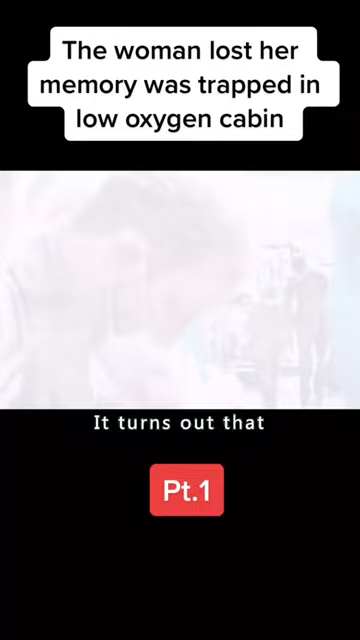 The woman lost her
memory was trapped in
low oxygen cabin
It turns out that
Pt.1